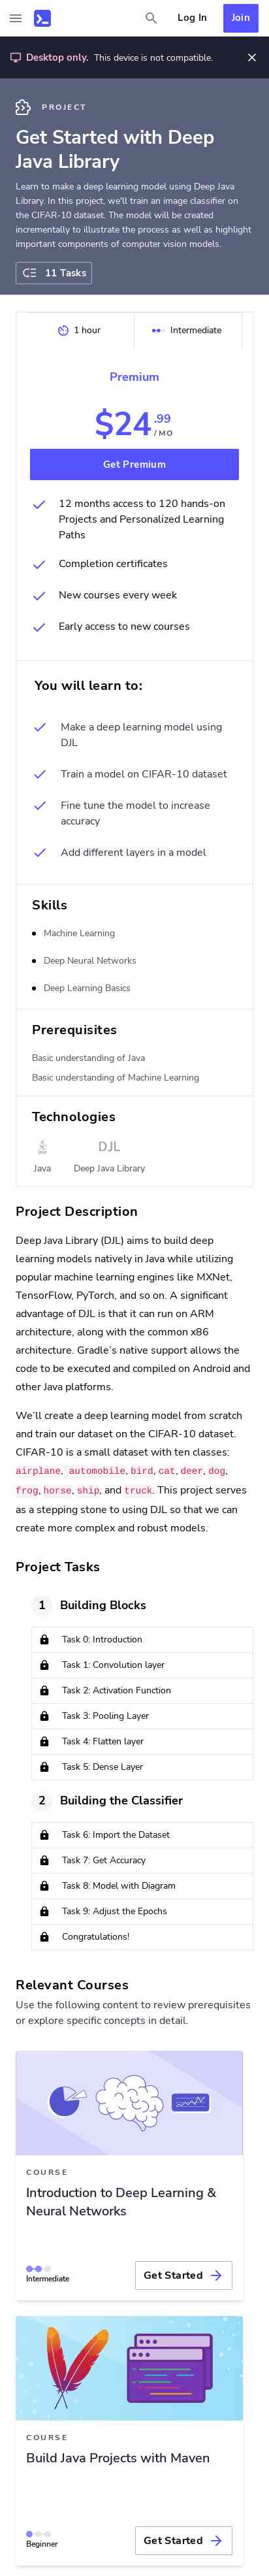 Log In
Join
Desktop only. This device is not compatible.
PROJECT
Get Started with Deep
Java Library
Learn to make a deep learning model using Deep Java
Library. In this project, we'll train an image classifier on
the CIFAR-10 dataset. The model will be created
incrementally to illustrate the process as well as highlight
important components of computer vision models.
11 Tasks
1 hour
Intermediate
Premium
$24.99
/ MO
Get Premium
12 months access to 120 hands-on
Projects and Personalized Learning
Paths
Completion certificates
New courses every week
Early access to new courses
You will learn to:
Make a deep learning model using
DJL
Train a model on CIFAR-10 dataset
Fine tune the model to increase
accuracy
Add different layers in a model
Skills
Machine Learning
Deep Neural Networks
Deep Learning Basics
Prerequisites
Basic understanding of Java
Basic understanding of Machine Learning
Technologies
DJL
Java
Deep Java Library
Project Description
Deep Java Library (DJL) aims to build deep
learning models natively in Java while utilizing
popular machine learning engines like MXNet,
TensorFlow, PyTorch, and so on. A significant
advantage of DJL is that it can run on ARM
architecture, along with the common x86
architecture. Gradle's native support allows the
code to be executed and compiled on Android and
other Java platforms.
We'll create a deep learning model from scratch
and train our dataset on the CIFAR-10 dataset.
CIFAR-10 is a small dataset with ten classes:
airplane, automobile, bird, cat, deer, dog,
frog, horse, ship, and truck. This project serves
as a stepping stone to using DJL so that we can
create more complex and robust models.
Project Tasks
1 Building Blocks
Task 0: Introduction
Task 1: Convolution layer
Task 2: Activation Function
Task 3: Pooling Layer
Task 4: Flatten layer
Task 5: Dense Layer
2 Building the Classifier
Task 6: Import the Dataset
Task 7: Get Accuracy
Task 8: Model with Diagram
Task 9: Adjust the Epochs
Congratulations!
Relevant Courses
Use the following content to review prerequisites
or explore specific concepts in detail.
COURSE
Introduction to Deep Learning &
Neural Networks
Intermediate
Get Started
COURSE
Build Java Projects with Maven
Beginner
Get Started